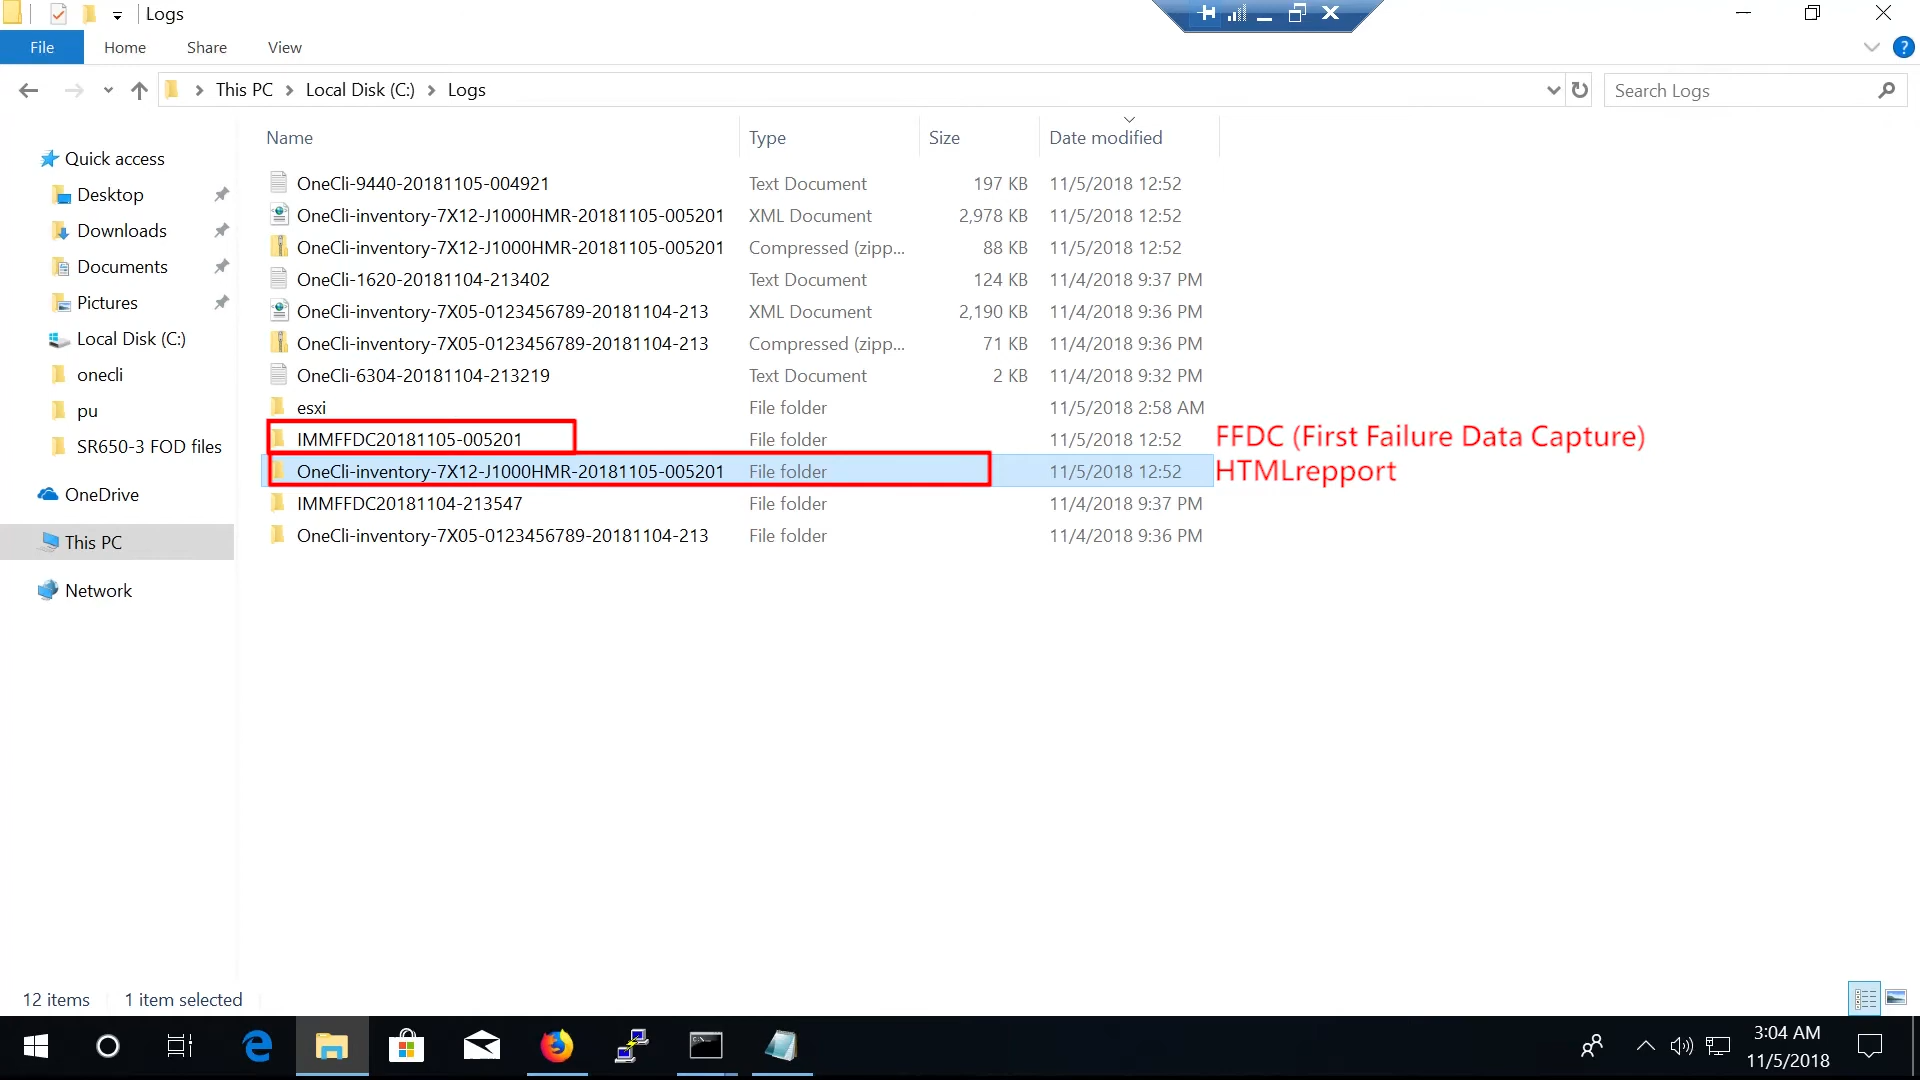 Logs
File Home Share View
This PC Local Disk (C:) Logs
Search Logs
Name Type Size Date modified
Quick access
Desktop
Downloads
Documents
Pictures
Local Disk (C:)
onecli
pu
SR650-3 FOD files
OneDrive
This PC
Network
OneCli-9440-20181105-004921 Text Document 197 KB 11/5/2018 12:52
OneCli-inventory-7X12-J1000HMR-20181105-005201 XML Document 2,978 KB 11/5/2018 12:52
OneCli-inventory-7X12-J1000HMR-20181105-005201 Compressed (zipp... 88 KB 11/5/2018 12:52
OneCli-1620-20181104-213402 Text Document 124 KB 11/4/2018 9:37 PM
OneCli-inventory-7X05-0123456789-20181104-213 XML Document 2,190 KB 11/4/2018 9:36 PM
OneCli-inventory-7X05-0123456789-20181104-213 Compressed (zipp... 71 KB 11/4/2018 9:36 PM
OneCli-6304-20181104-213219 Text Document 2 KB 11/4/2018 9:32 PM
esxi File folder 11/5/2018 2:58 AM
IMMFFDC20181105-005201 File folder 11/5/2018 12:52 FFDC (First Failure Data Capture)
OneCli-inventory-7X12-J1000HMR-20181105-005201 File folder 11/5/2018 12:52 HTMLrepport
IMMFFDC20181104-213547 File folder 11/4/2018 9:37 PM
OneCli-inventory-7X05-0123456789-20181104-213 File folder 11/4/2018 9:36 PM
12 items 1 item selected
3:04 AM
11/5/2018